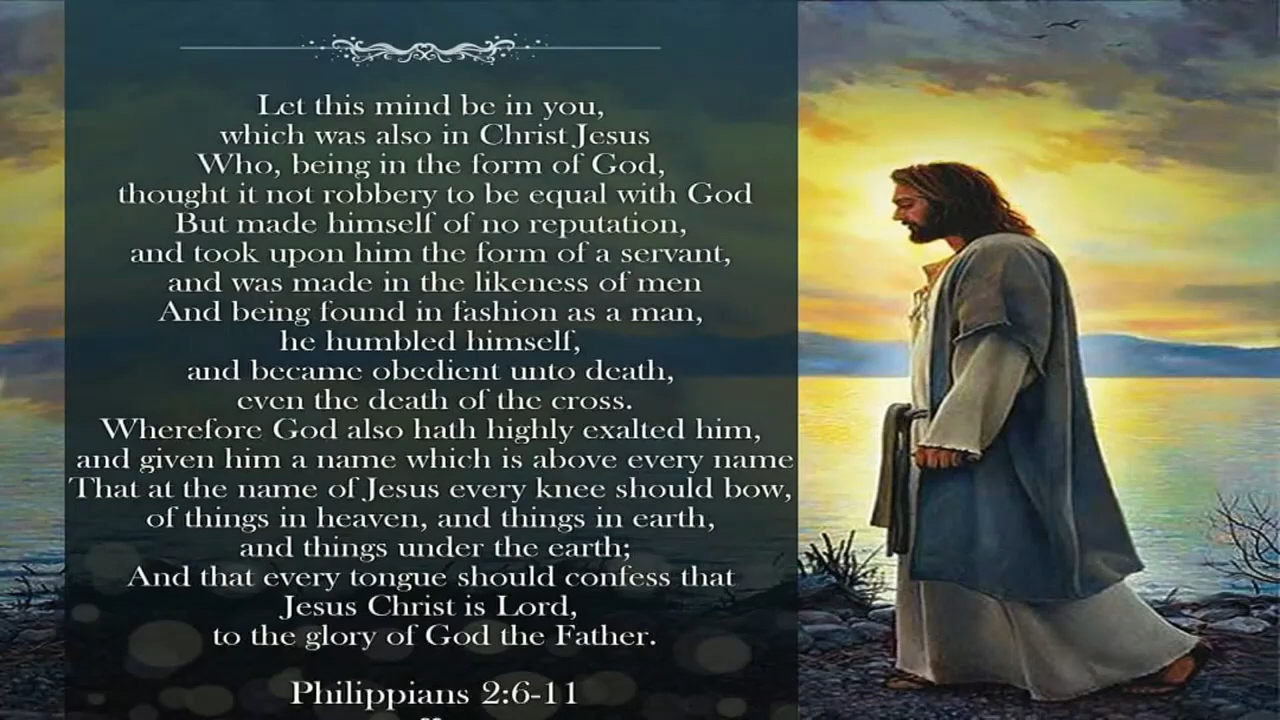 Let this mind be in you,
which was also in Christ Jesus
Who, being in the form of God,
thought it not robbery to be equal with God
But made himself of no reputation,
and took upon him the form of a servant,
and was made in the likeness of men
And being found in fashion as a man,
he humbled himself,
and became obedient unto death,
even the death of the cross.
Wherefore God also hath highly exalted him,
and given him a name which is above every name
That at the name of Jesus every knee should bow,
of things in heaven, and things in earth,
and things under the earth;
And that every tongue should confess that
Jesus Christ is Lord,
to the glory of God the Father.
Philippians 2:6-11